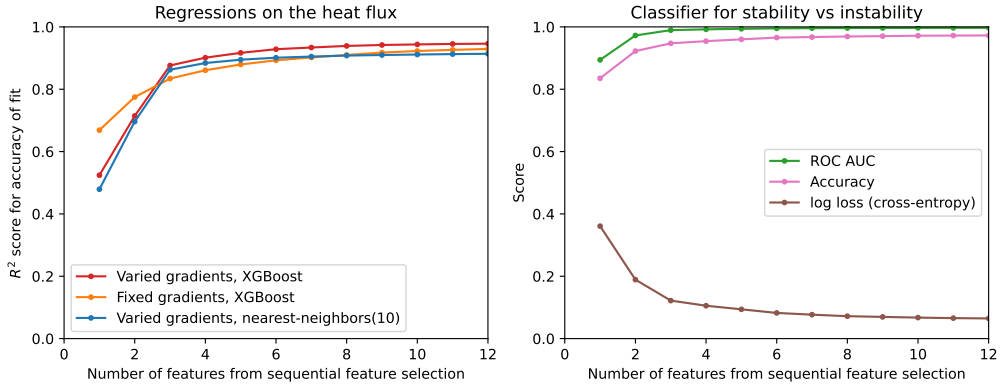 Regressions on the heat flux
1.0
0.8
0.6
0.4
0.2
0.0
R² score for accuracy of fit
Varied gradients, XGBoost
Fixed gradients, XGBoost
Varied gradients, nearest-neighbors(10)
0 2 4 6 8 10 12
Number of features from sequential feature selection
Classifier for stability vs instability
1.0
0.8
0.6
0.4
0.2
0.0
Score
ROC AUC
Accuracy
log loss (cross-entropy)
0 2 4 6 8 10 12
Number of features from sequential feature selection